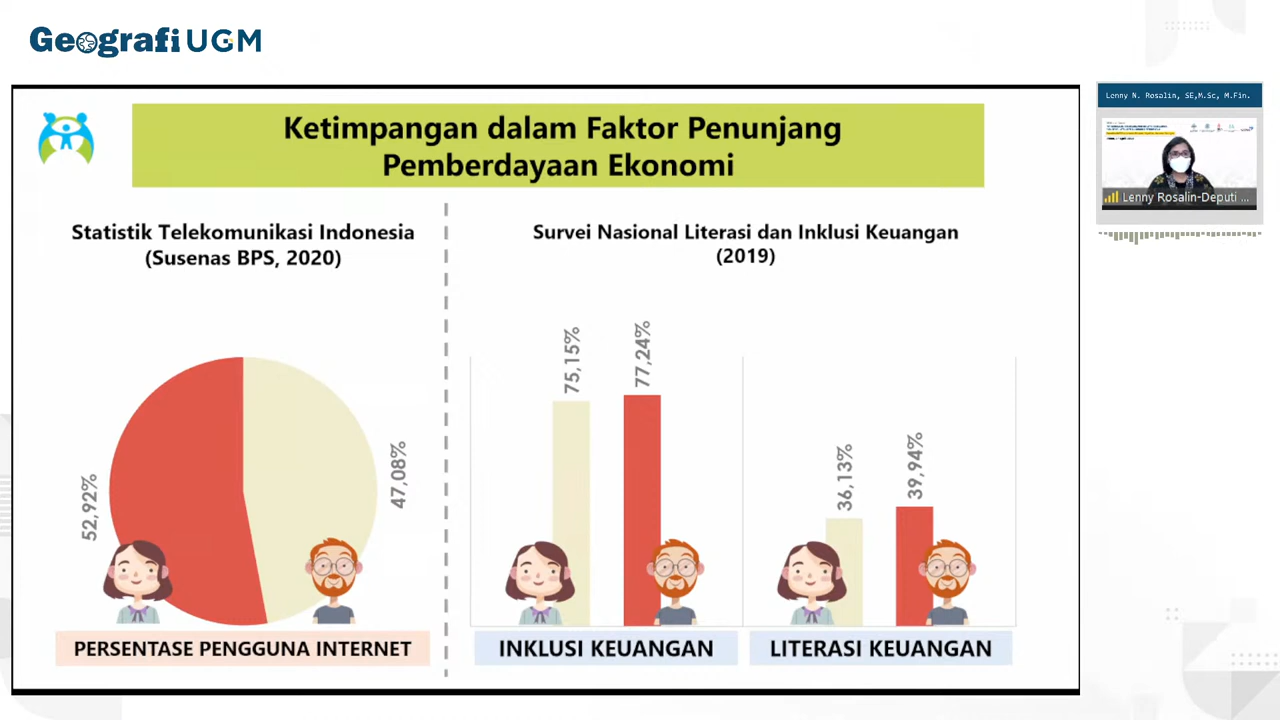 Geografi UGM
Ketimpangan dalam Faktor Penunjang
Pemberdayaan Ekonomi
Statistik Telekomunikasi Indonesia
(Susenas BPS, 2020)
52,92%
47,08%
PERSENTASE PENGGUNA INTERNET
Survei Nasional Literasi dan Inklusi Keuangan
(2019)
75,15%
77,24%
36,13%
39,94%
INKLUSI KEUANGAN
LITERASI KEUANGAN
Lenny N. Rosalin, SE,M.Sc, M.Fin.
Lenny Rosalin-Deputi ...